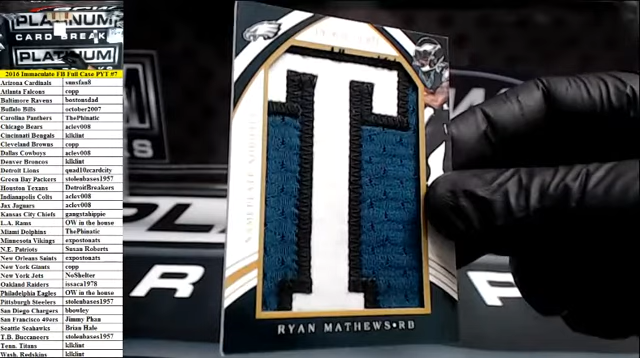 PLATINUM
CARD BREAK
PLATINUM
2016 Immaculate FB Full Case PYT #7
Arizona Cardinals sunsfan8
Atlanta Falcons copp
Baltimore Ravens bostonsdad
Buffalo Bills october2007
Carolina Panthers ThePhinatic
Chicago Bears aclev008
Cincinnati Bengals klklint
Cleveland Browns copp
Dallas Cowboys aclev008
Denver Broncos klklint
Detroit Lions quad10cardcity
Green Bay Packers stolenbases1957
Houston Texans DetroitBreakers
Indianapolis Colts aclev008
Jax Jaguars aclev008
Kansas City Chiefs gangstahippie
L.A. Rams OW in the house
Miami Dolphins ThePhinatic
Minnesota Vikings expostonats
N.E. Patriots Susan Roberts
New Orleans Saints expostonats
New York Giants copp
New York Jets NoShelter
Oakland Raiders issaca1978
Philadelphia Eagles OW in the house
Pittsburgh Steelers stolenbases1957
San Diego Chargers bbowley
San Francisco 49ers Jimmy Phan
Seattle Seahawks Brian Hale
T.B. Buccaneers stolenbases1957
Tenn. Titans klklint
Wash. Redskins klklint
T
RYAN MATHEWS•RB